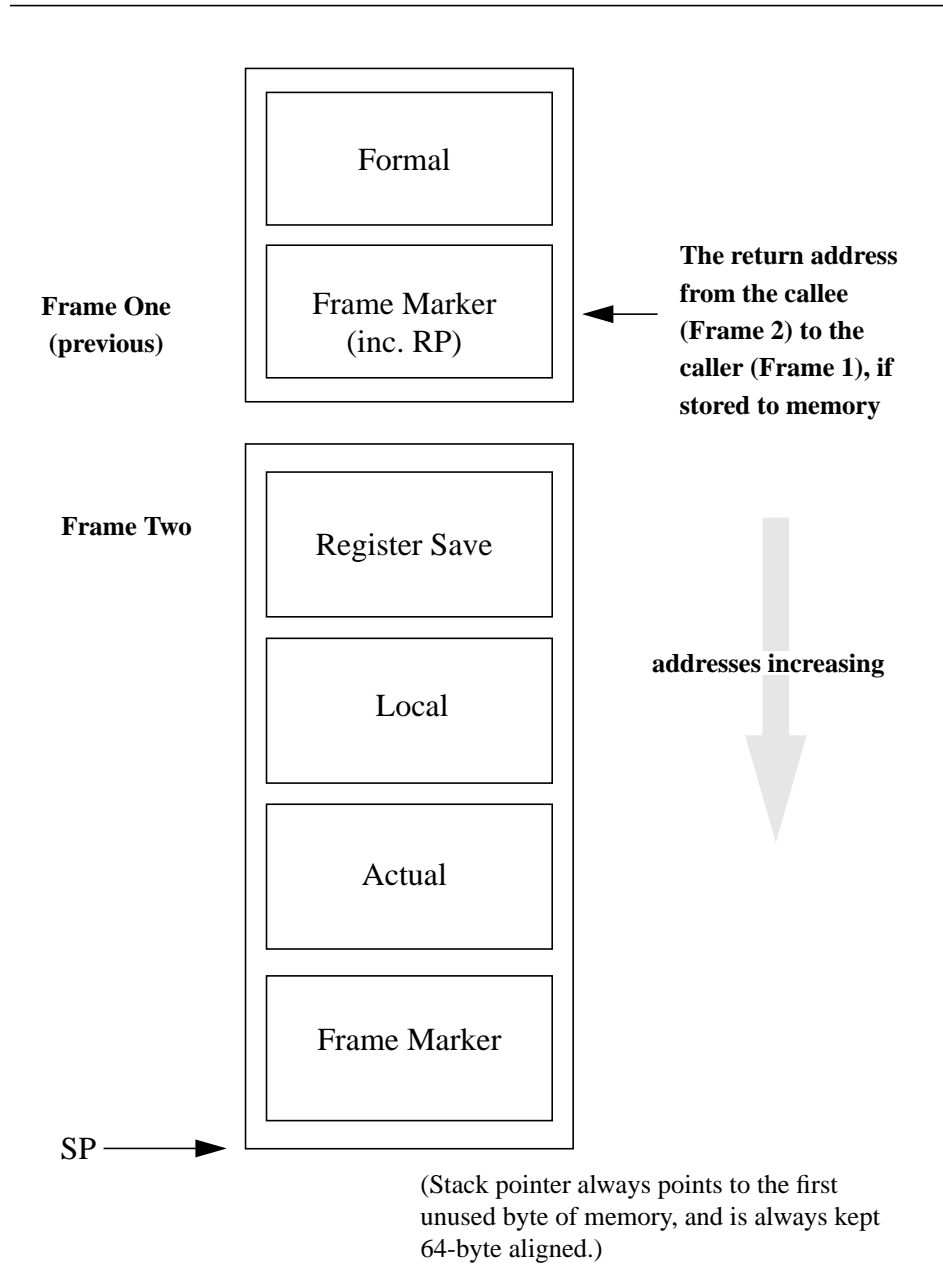 Formal
Frame Marker
(inc. RP)
Frame One
(previous)
The return address
from the callee
(Frame 2) to the
caller (Frame 1), if
stored to memory
Frame Two
Register Save
Local
addresses increasing
Actual
Frame Marker
SP
(Stack pointer always points to the first
unused byte of memory, and is always kept
64-byte aligned.)